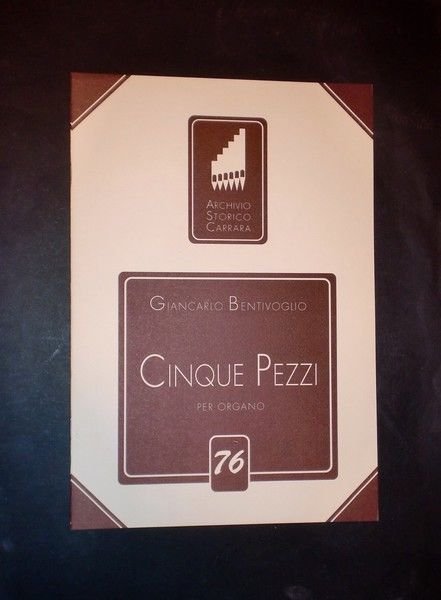 ARCHIVIO
STORICO
CARRARA
GIANCARLO BENTIVOGLIO
CINQUE PEZZI
PER ORGANO
76